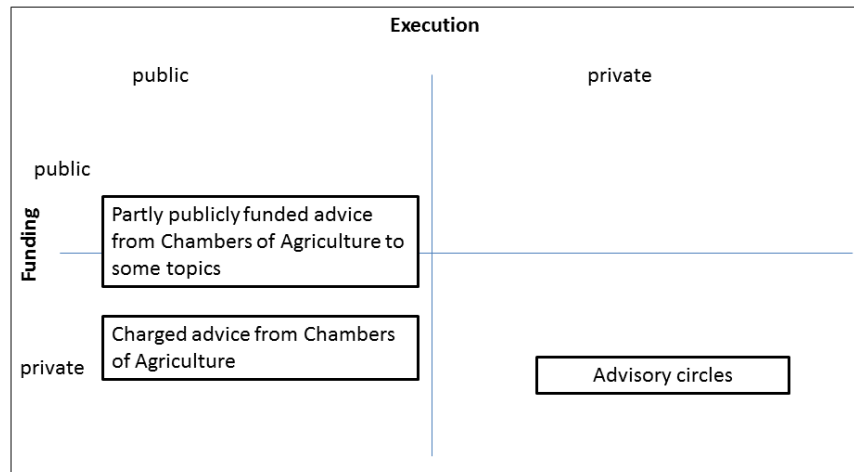 Execution
public
private
public
Funding
Partly publicly funded advice
from Chambers of Agriculture to
some topics
Charged advice from Chambers
of Agriculture
private
Advisory circles